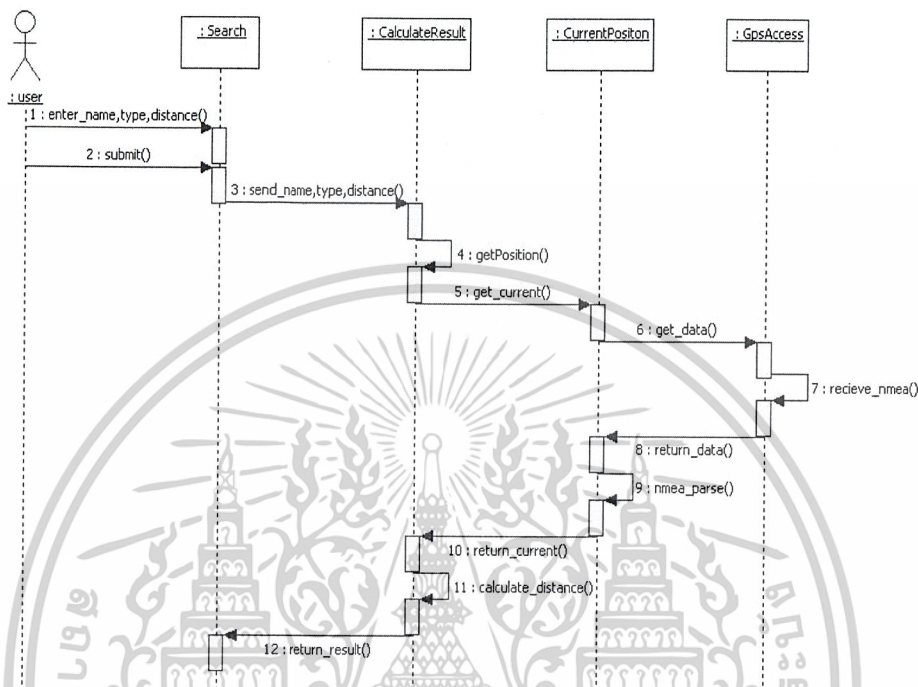 : Search
: CalculateResult
: CurrentPositon
: GpsAccess
: user
1 : enter_name,type,distance()
2 : submit()
3 : send_name,type,distance()
4 : getPosition()
5 : get_current()
6 : get_data()
7 : recieve_nmea()
8 : return_data()
9 : nmea_parse()
10 : return_current()
11 : calculate_distance()
12 : return_result()